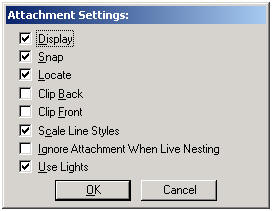 Attachment Settings:
Display
Snap
Locate
Clip Back
Clip Front
Scale Line Styles
Ignore Attachment When Live Nesting
Use Lights
OK Cancel